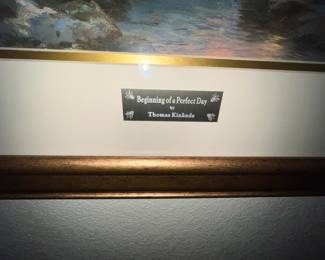 Beginning of a Perfect Day
by
Thomas Kinkade